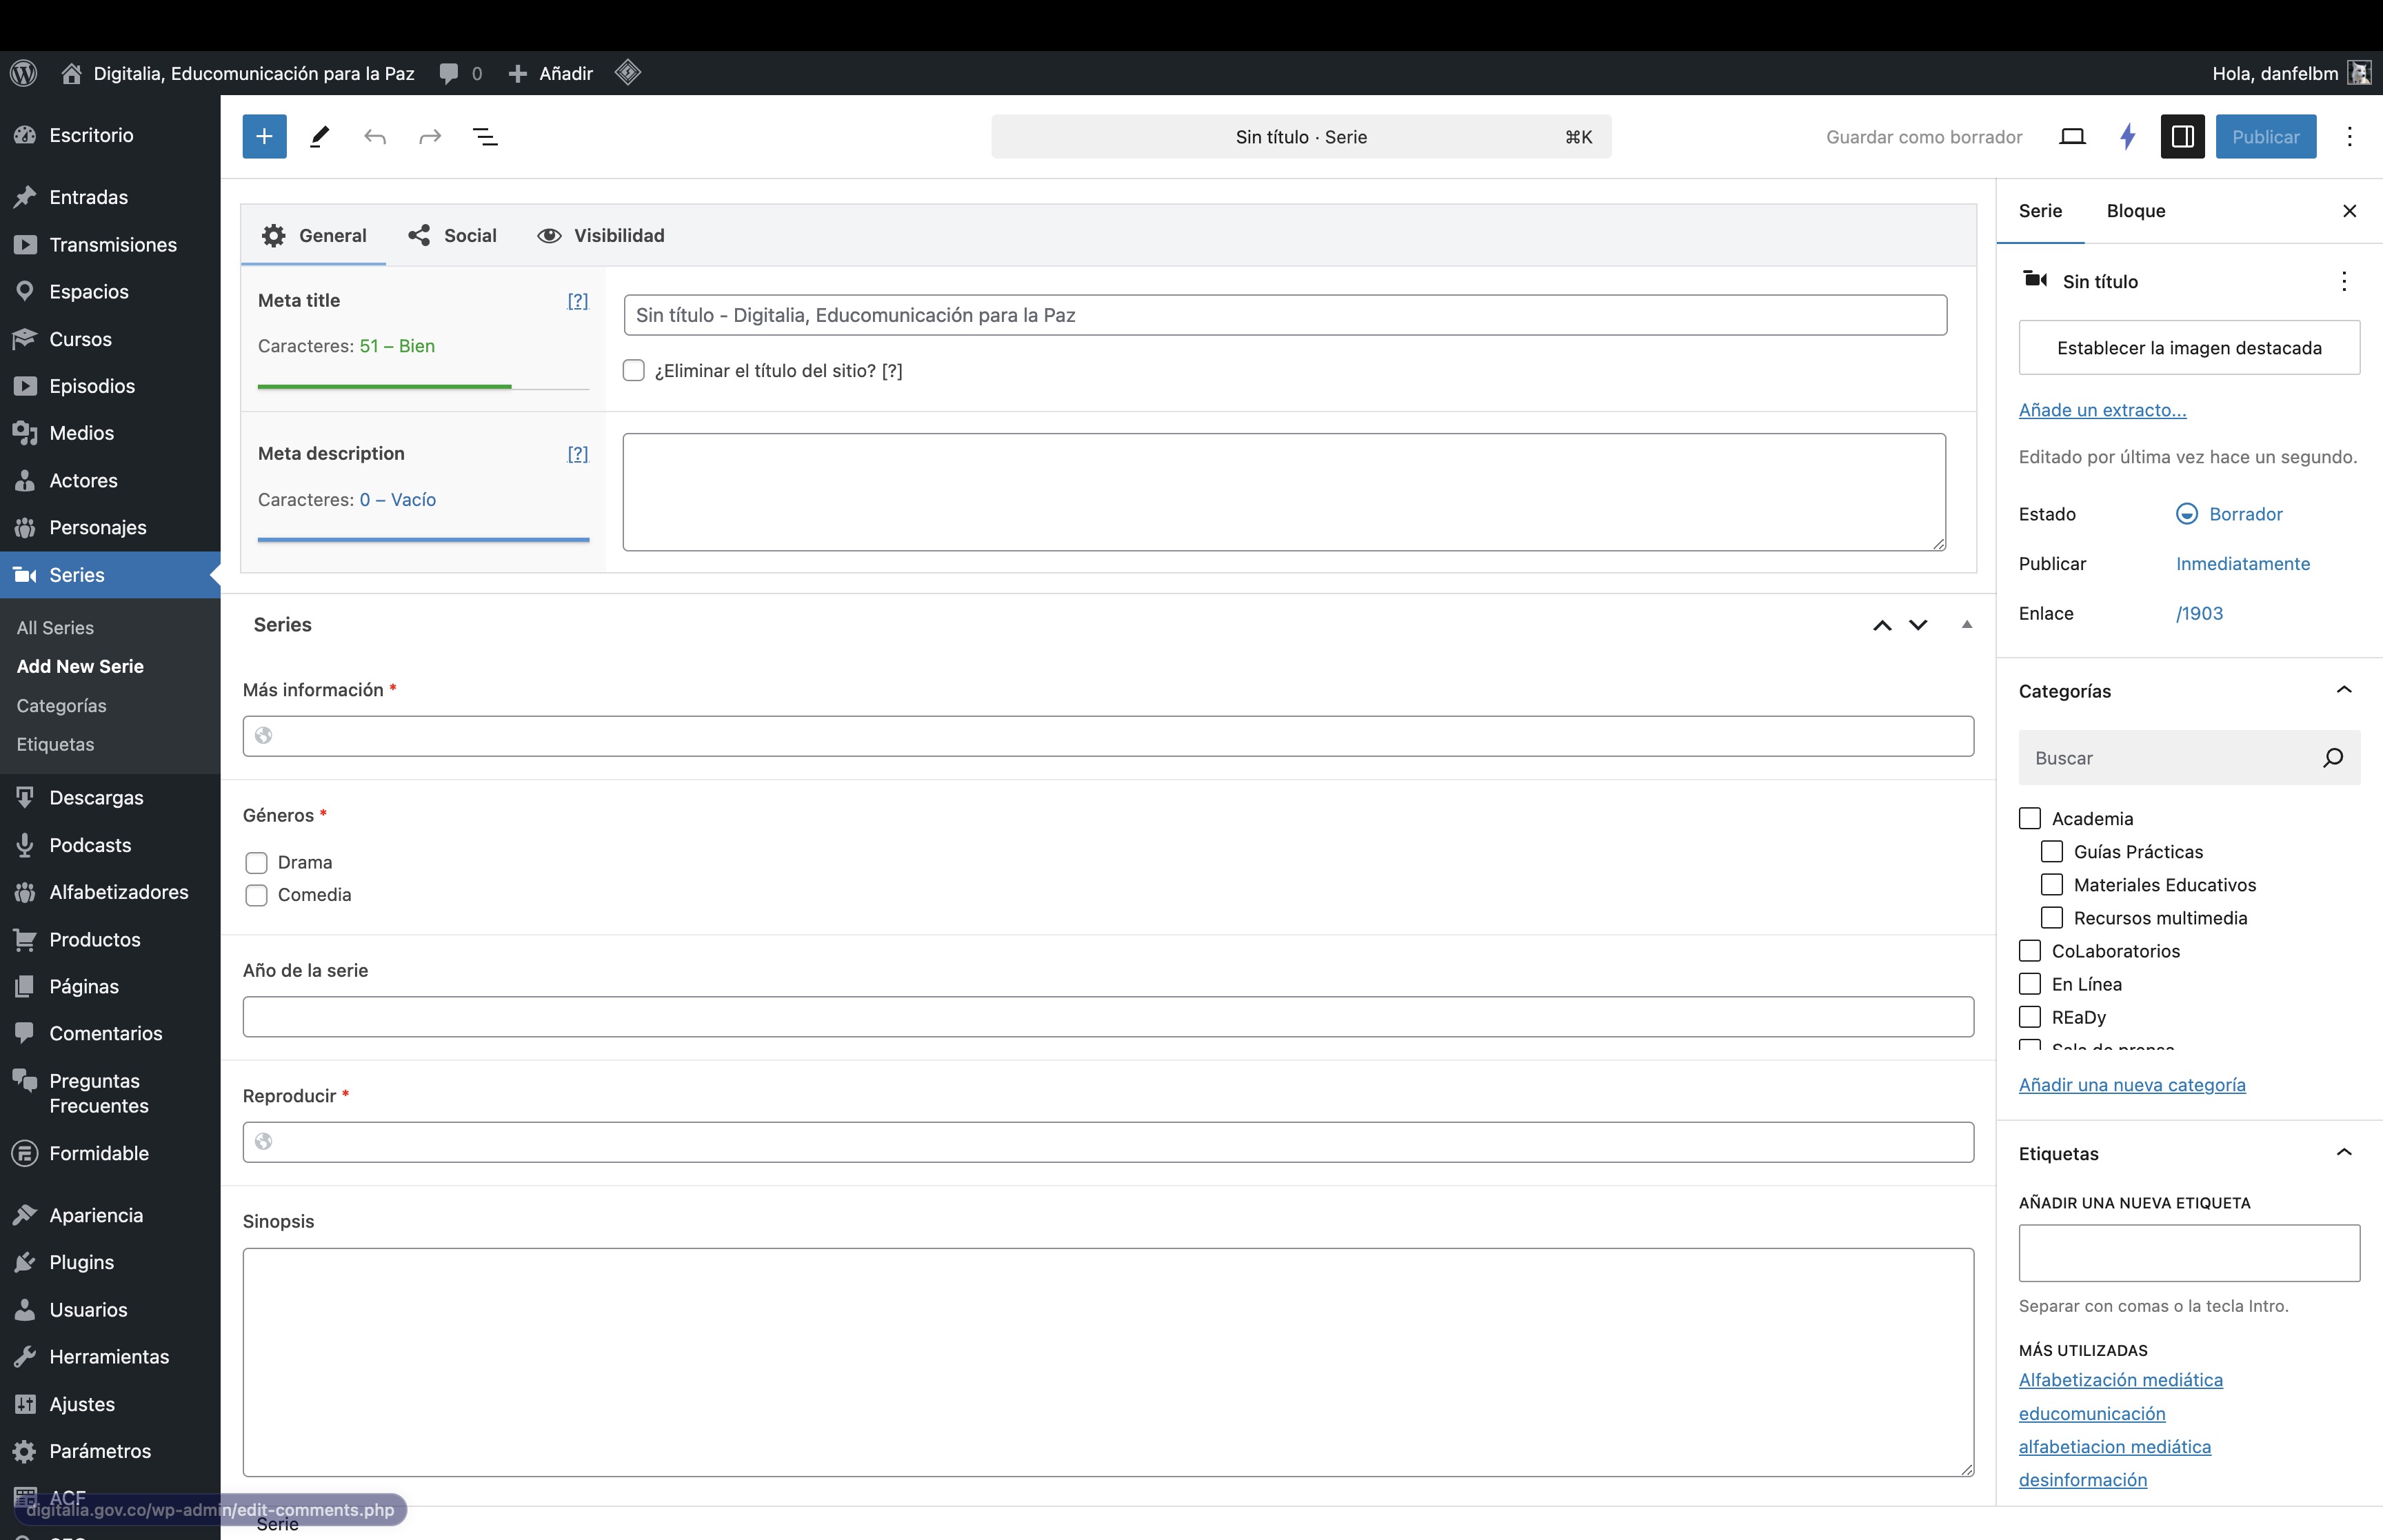 Digitalia, Educomunicación para la Paz
0
Añadir
Hola, danfelbm
Escritorio
Entradas
Transmisiones
Espacios
Cursos
Episodios
Medios
Actores
Personajes
Series
All Series
Add New Serie
Categorías
Etiquetas
Descargas
Podcasts
Alfabetizadores
Productos
Páginas
Comentarios
Preguntas
Frecuentes
Formidable
Apariencia
Plugins
Usuarios
Herramientas
Ajustes
Parámetros
ACF
digitalia.gov.co/wp-admin/edit-comments.php
Sin título · Serie
⌘K
Guardar como borrador
Publicar
General
Social
Visibilidad
Meta title
[?]
Caracteres: 51 – Bien
Sin título - Digitalia, Educomunicación para la Paz
¿Eliminar el título del sitio? [?]
Meta description
[?]
Caracteres: 0 – Vacío
Series
Más información *
Géneros *
Drama
Comedia
Año de la serie
Reproducir *
Sinopsis
Serie
Serie
Bloque
Sin título
Establecer la imagen destacada
Añade un extracto...
Editado por última vez hace un segundo.
Estado
Borrador
Publicar
Inmediatamente
Enlace
/1903
Categorías
Buscar
Academia
Guías Prácticas
Materiales Educativos
Recursos multimedia
CoLaboratorios
En Línea
REaDy
Sala de prensa
Añadir una nueva categoría
Etiquetas
AÑADIR UNA NUEVA ETIQUETA
Separar con comas o la tecla Intro.
MÁS UTILIZADAS
Alfabetización mediática
educomunicación
alfabetiacion mediática
desinformación